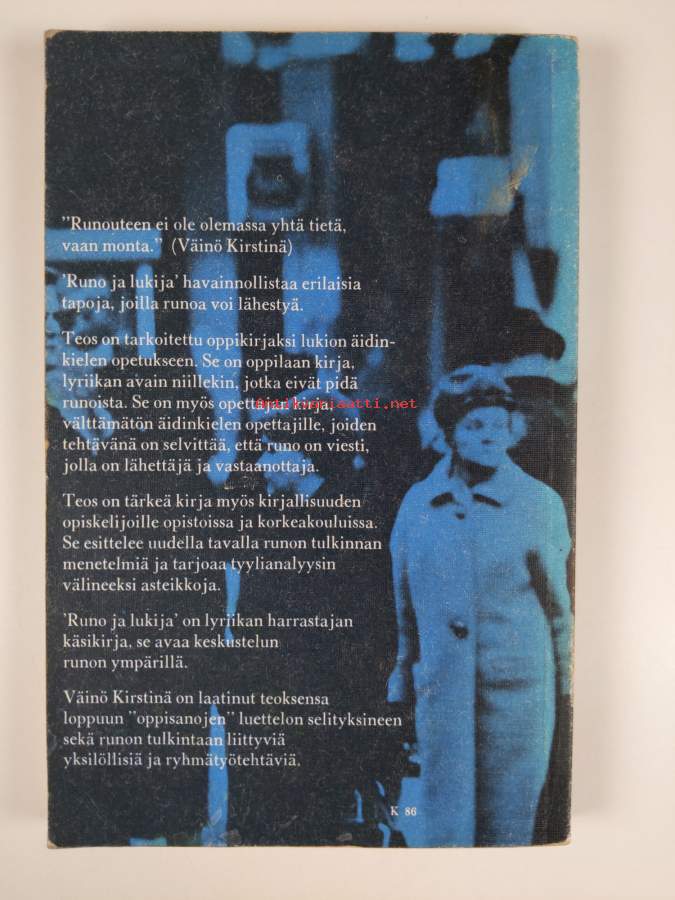 "Runouteen ei ole olemassa yhtä tietä,
vaan monta." (Väinö Kirstinä)
'Runo ja lukija' havainnollistaa erilaisia
tapoja, joilla runoa voi lähestyä.
Teos on tarkoitettu oppikirjaksi lukion äidin-
kielen opetukseen. Se on oppilaan kirja,
lyriikan avain niillekin, jotka eivät pidä
runoista. Se on myös opettajan kirja,
välttämätön äidinkielen opettajille, joiden
tehtävänä on selvittää, että runo on viesti,
jolla on lähettäjä ja vastaanottaja.
Teos on tärkeä kirja myös kirjallisuuden
opiskelijoille opistoissa ja korkeakouluissa.
Se esittelee uudella tavalla runon tulkinnan
menetelmiä ja tarjoaa tyylianalyysin
välineeksi asteikkoja.
'Runo ja lukija' on lyriikan harrastajan
käsikirja, se avaa keskustelun
runon ympärillä.
Väinö Kirstinä on laatinut teoksensa
loppuun "oppisanojen" luettelon selityksineen
sekä runon tulkintaan liittyviä
yksilöllisiä ja ryhmätyötehtäviä.
K 86